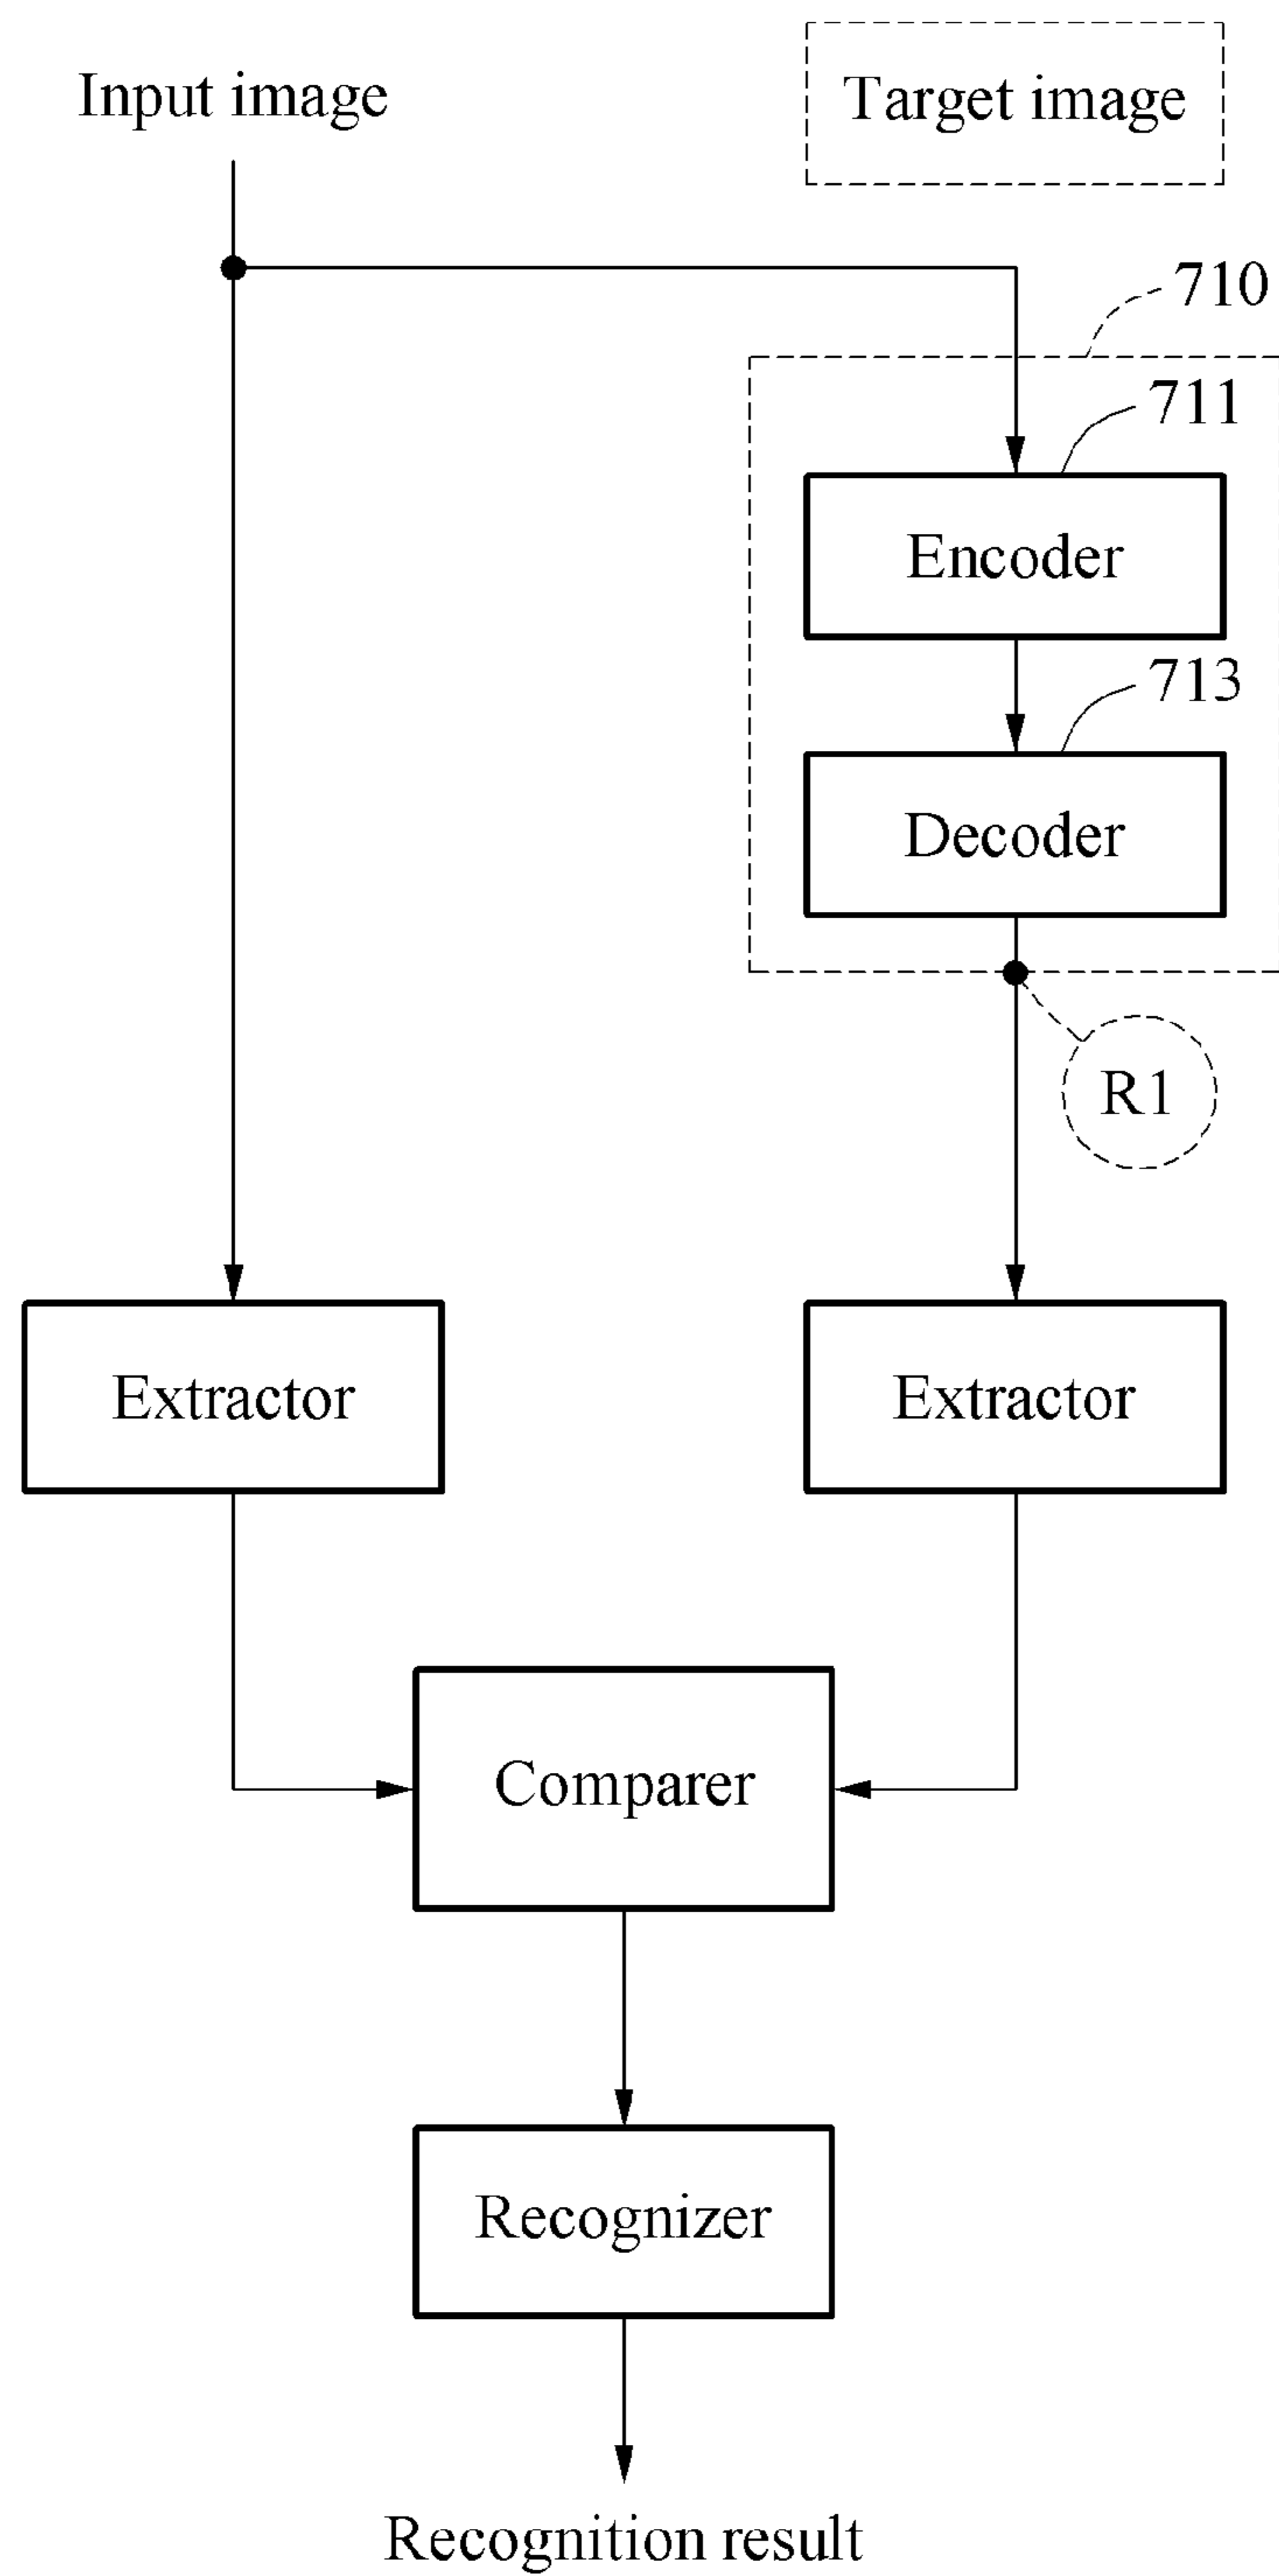 Input image
Target image
710
711
Encoder
713
Decoder
R1
Extractor
Extractor
Comparer
Recognizer
Recognition result